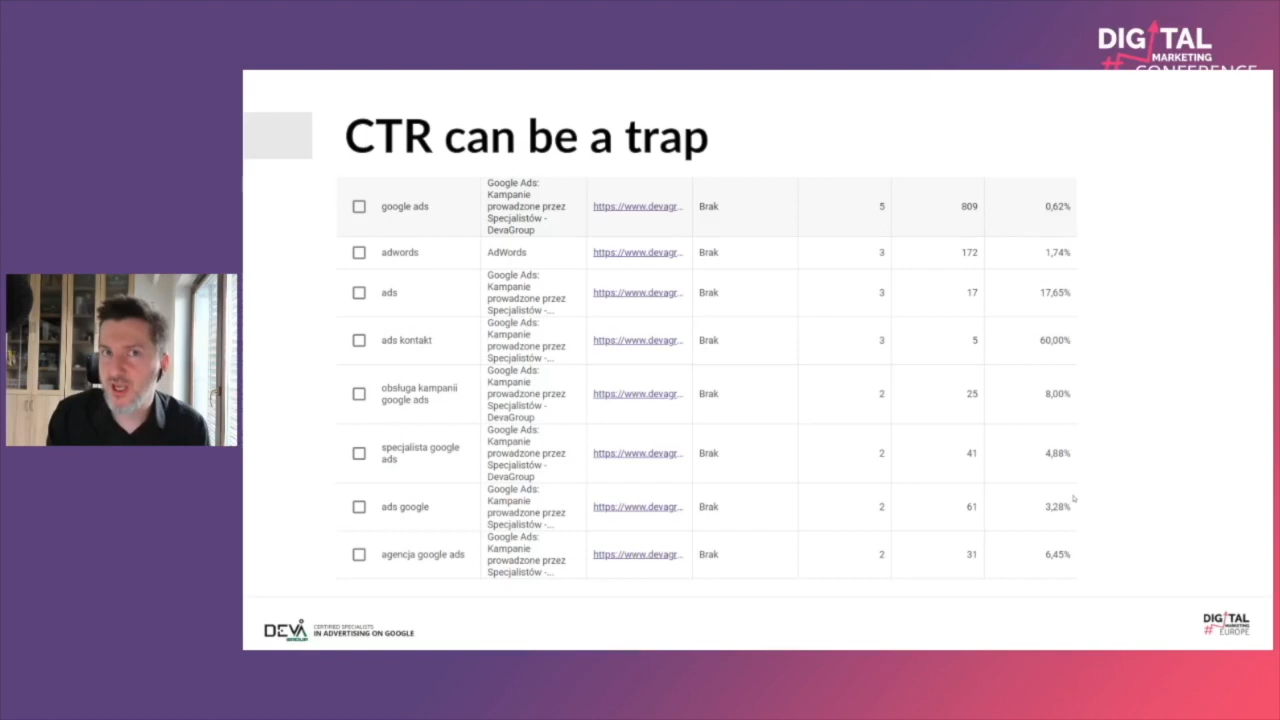 DIGITAL
MARKETING
CONFERENCE
CTR can be a trap
google ads
Google Ads:
Kampanie
prowadzone przez
Specjalistów -
DevaGroup
https://www.devagr...
Brak
5
809
0,62%
adwords
AdWords
https://www.devagr...
Brak
3
172
1,74%
ads
Google Ads:
Kampanie
prowadzone przez
Specjalistów -...
https://www.devagr...
Brak
3
17
17,65%
ads kontakt
Google Ads:
Kampanie
prowadzone przez
Specjalistów -...
https://www.devagr...
Brak
3
5
60,00%
obsługa kampanii
google ads
Google Ads:
Kampanie
prowadzone przez
Specjalistów -
DevaGroup
https://www.devagr...
Brak
2
25
8,00%
specjalista google
ads
Google Ads:
Kampanie
prowadzone przez
Specjalistów -
DevaGroup
https://www.devagr...
Brak
2
41
4,88%
ads google
Google Ads:
Kampanie
prowadzone przez
Specjalistów -...
https://www.devagr...
Brak
2
61
3,28%
agencja google ads
Google Ads:
Kampanie
prowadzone przez
Specjalistów -...
https://www.devagr...
Brak
2
31
6,45%
DEVA
GROUP
CERTIFIED SPECIALISTS
IN ADVERTISING ON GOOGLE
DIGITAL
MARKETING
# EUROPE